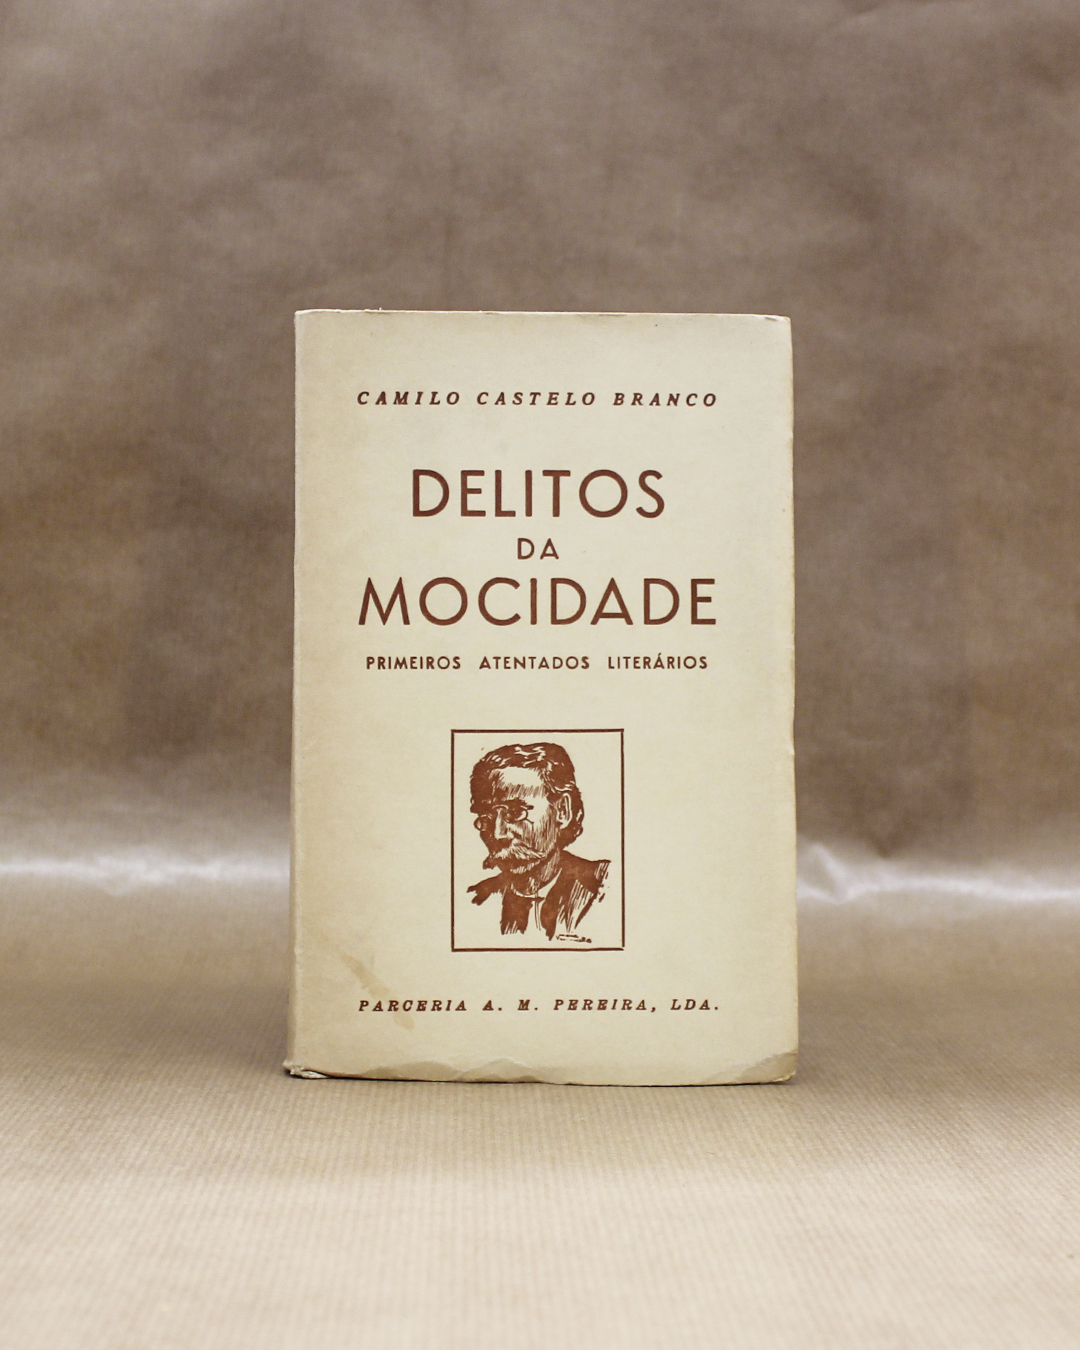 CAMILO CASTELO BRANCO
DELITOS
DA
MOCIDADE
PRIMEIROS ATENTADOS LITERÁRIOS
PARCERIA A. M. PEREIRA, LDA.